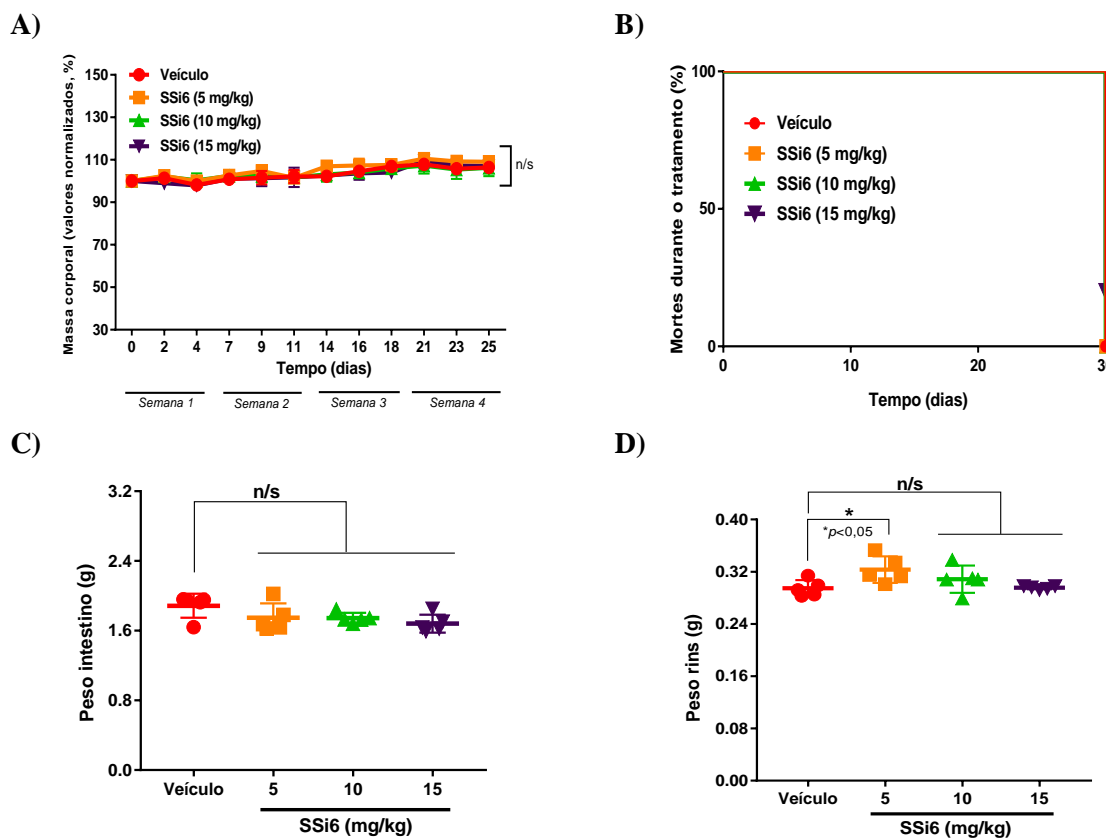 A)
Massa corporal (valores normalizados, %)
150
130
110
90
70
50
30
Veículo
SSi6 (5 mg/kg)
SSi6 (10 mg/kg)
SSi6 (15 mg/kg)
n/s
0 2 4 7 9 11 14 16 18 21 23 25
Tempo (dias)
Semana 1 Semana 2 Semana 3 Semana 4
B)
Mortes durante o tratamento (%)
100
50
0
Veículo
SSi6 (5 mg/kg)
SSi6 (10 mg/kg)
SSi6 (15 mg/kg)
0 10 20 3
Tempo (dias)
C)
Peso intestino (g)
3.2
2.4
1.6
0.8
0.0
n/s
Veículo 5 10 15
SSi6 (mg/kg)
D)
Peso rins (g)
0.40
0.32
0.24
0.16
0.08
0.00
n/s
*
*p<0,05
Veículo 5 10 15
SSi6 (mg/kg)